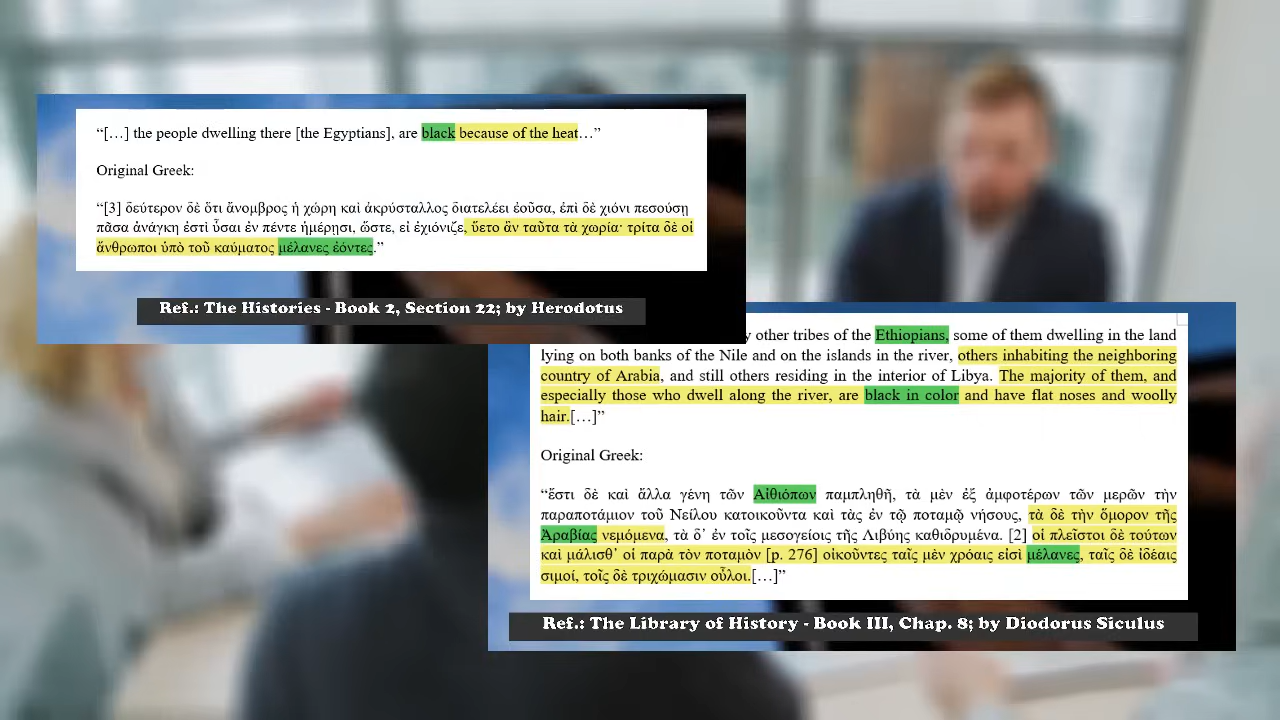 “[…] the people dwelling there [the Egyptians], are black because of the heat…”
Original Greek:
“[3] δεύτερον δὲ ὅτι ἄνομβρος ἡ χώρη καὶ ἀκρύσταλλος διατελέει ἐοῦσα, ἐπὶ δὲ χιόνι πεσούσῃ
πᾶσα ἀνάγκη ἐστὶ ὗσαι ἐν πέντε ἡμέρῃσι, ὥστε, εἰ ἐχιόνιζε, ὕετο ἂν ταῦτα τὰ χωρία· τρίτα δὲ οἱ
ἄνθρωποι ὑπὸ τοῦ καύματος μέλανες ἐόντες.”
Ref.: The Histories - Book 2, Section 22; by Herodotus
y other tribes of the Ethiopians, some of them dwelling in the land
lying on both banks of the Nile and on the islands in the river, others inhabiting the neighboring
country of Arabia, and still others residing in the interior of Libya. The majority of them, and
especially those who dwell along the river, are black in color and have flat noses and woolly
hair.[…]”
Original Greek:
“ἔστι δὲ καὶ ἄλλα γένη τῶν Αἰθιόπων παμπληθῆ, τὰ μὲν ἐξ ἀμφοτέρων τῶν μερῶν τὴν
παραποτάμιον τοῦ Νείλου κατοικοῦντα καὶ τὰς ἐν τῷ ποταμῷ νήσους, τὰ δὲ τὴν ὅμορον τῆς
Ἀραβίας νεμόμενα, τὰ δ᾽ ἐν τοῖς μεσογείοις τῆς Λιβύης καθιδρυμένα. [2] οἱ πλεῖστοι δὲ τούτων
καὶ μάλισθ᾽ οἱ παρὰ τὸν ποταμὸν [p. 276] οἰκοῦντες ταῖς μὲν χρόαις εἰσὶ μέλανες, ταῖς δὲ ἰδέαις
σιμοί, τοῖς δὲ τριχώμασιν οὖλοι.[…]”
Ref.: The Library of History - Book III, Chap. 8; by Diodorus Siculus